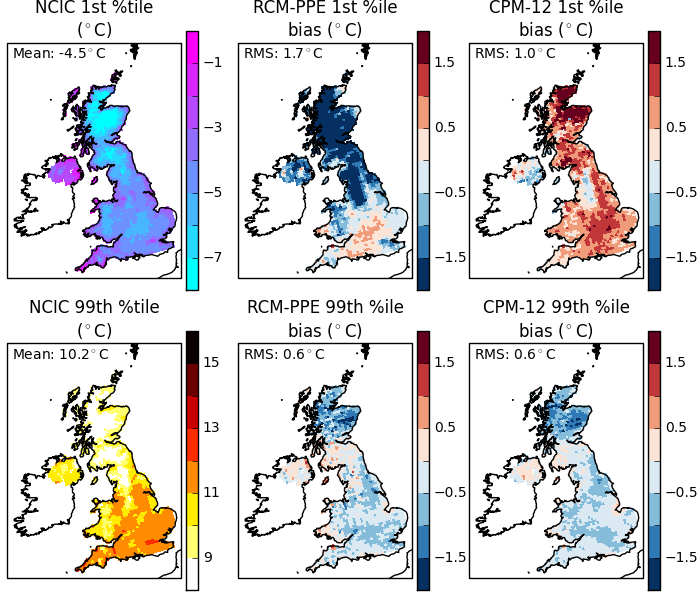 NCIC 1st %tile
(°C)
Mean: -4.5°C
−1
−3
−5
−7
RCM-PPE 1st %ile
bias (°C)
RMS: 1.7°C
1.5
0.5
−0.5
−1.5
CPM-12 1st %ile
bias (°C)
RMS: 1.0°C
1.5
0.5
−0.5
−1.5
NCIC 99th %tile
(°C)
Mean: 10.2°C
15
13
11
9
RCM-PPE 99th %ile
bias (°C)
RMS: 0.6°C
1.5
0.5
−0.5
−1.5
CPM-12 99th %ile
bias (°C)
RMS: 0.6°C
1.5
0.5
−0.5
−1.5